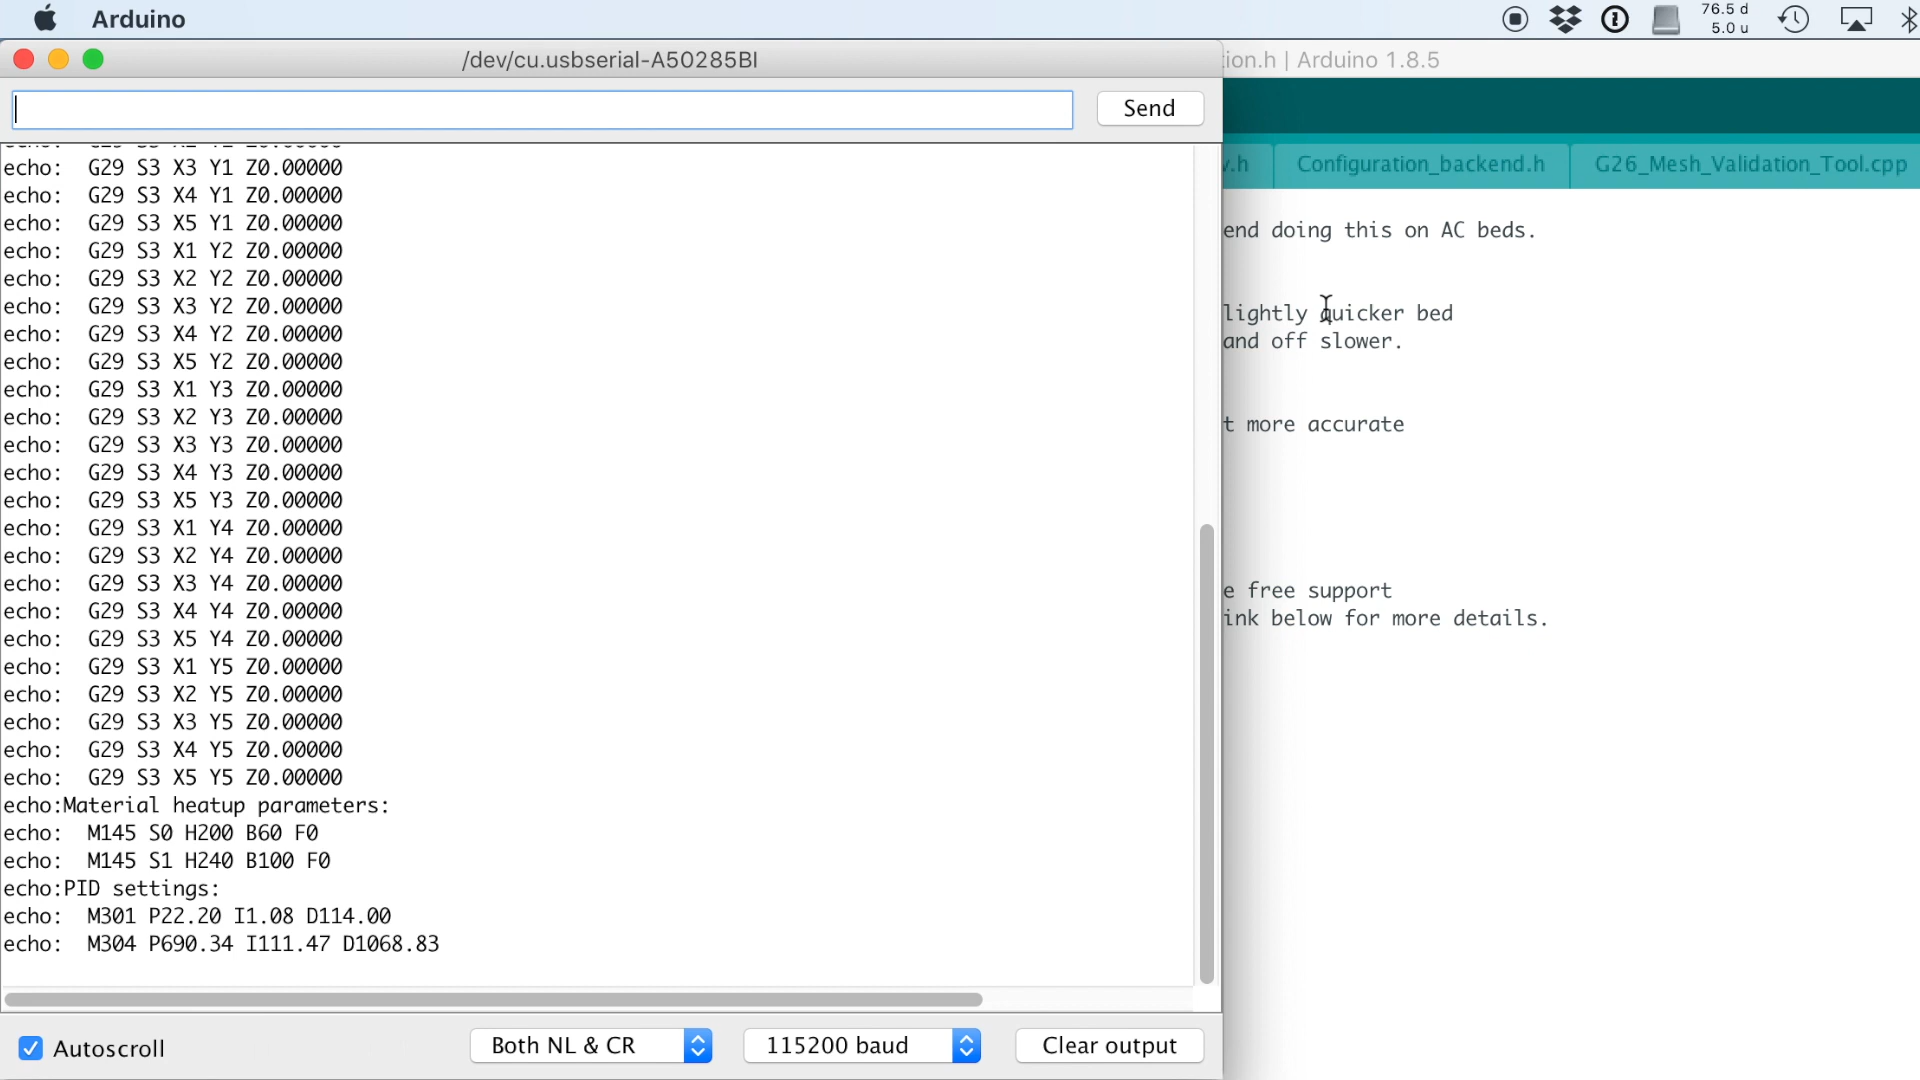 Arduino
76.5 d
5.0 u
/dev/cu.usbserial-A50285BI
ion.h | Arduino 1.8.5
Send
v.h
Configuration_backend.h
G26_Mesh_Validation_Tool.cpp
echo:  G29 S3 X3 Y1 Z0.00000
echo:  G29 S3 X4 Y1 Z0.00000
echo:  G29 S3 X5 Y1 Z0.00000
echo:  G29 S3 X1 Y2 Z0.00000
echo:  G29 S3 X2 Y2 Z0.00000
echo:  G29 S3 X3 Y2 Z0.00000
echo:  G29 S3 X4 Y2 Z0.00000
echo:  G29 S3 X5 Y2 Z0.00000
echo:  G29 S3 X1 Y3 Z0.00000
echo:  G29 S3 X2 Y3 Z0.00000
echo:  G29 S3 X3 Y3 Z0.00000
echo:  G29 S3 X4 Y3 Z0.00000
echo:  G29 S3 X5 Y3 Z0.00000
echo:  G29 S3 X1 Y4 Z0.00000
echo:  G29 S3 X2 Y4 Z0.00000
echo:  G29 S3 X3 Y4 Z0.00000
echo:  G29 S3 X4 Y4 Z0.00000
echo:  G29 S3 X5 Y4 Z0.00000
echo:  G29 S3 X1 Y5 Z0.00000
echo:  G29 S3 X2 Y5 Z0.00000
echo:  G29 S3 X3 Y5 Z0.00000
echo:  G29 S3 X4 Y5 Z0.00000
echo:  G29 S3 X5 Y5 Z0.00000
echo:Material heatup parameters:
echo:  M145 S0 H200 B60 F0
echo:  M145 S1 H240 B100 F0
echo:PID settings:
echo:  M301 P22.20 I1.08 D114.00
echo:  M304 P690.34 I111.47 D1068.83
end doing this on AC beds.
lightly quicker bed
and off slower.
t more accurate
e free support
ink below for more details.
Autoscroll
Both NL & CR
115200 baud
Clear output